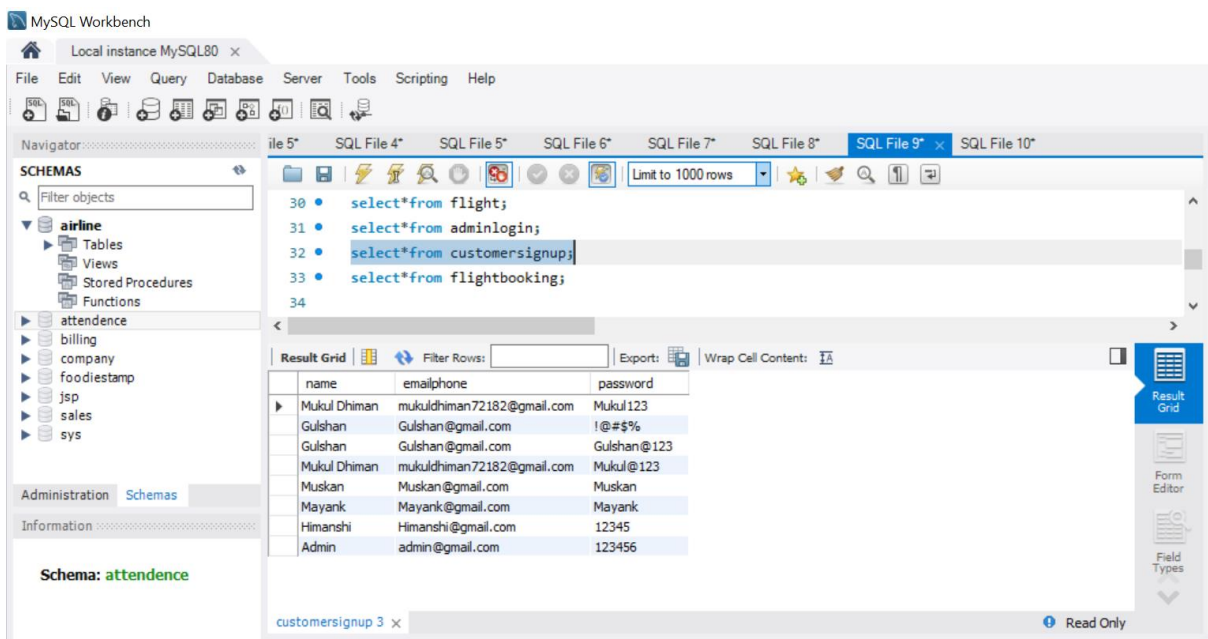 MySQL Workbench
Local instance MySQL80
File Edit View Query Database Server Tools Scripting Help
Navigator
SCHEMAS
Filter objects
airline
Tables
Views
Stored Procedures
Functions
attendence
billing
company
foodiestamp
jsp
sales
sys
Administration Schemas
Information
Schema: attendence
ile 5* SQL File 4* SQL File 5* SQL File 6* SQL File 7* SQL File 8* SQL File 9* SQL File 10*
Limit to 1000 rows
30 select*from flight;
31 select*from adminlogin;
32 select*from customersignup;
33 select*from flightbooking;
34
Result Grid Filter Rows: Export: Wrap Cell Content:
name emailphone password
Mukul Dhiman mukuldhiman72182@gmail.com Mukul123
Gulshan Gulshan@gmail.com !@#$%
Gulshan Gulshan@gmail.com Gulshan@123
Mukul Dhiman mukuldhiman72182@gmail.com Mukul@123
Muskan Muskan@gmail.com Muskan
Mayank Mayank@gmail.com Mayank
Himanshi Himanshi@gmail.com 12345
Admin admin@gmail.com 123456
Result
Grid
Form
Editor
Field
Types
customersignup 3
Read Only